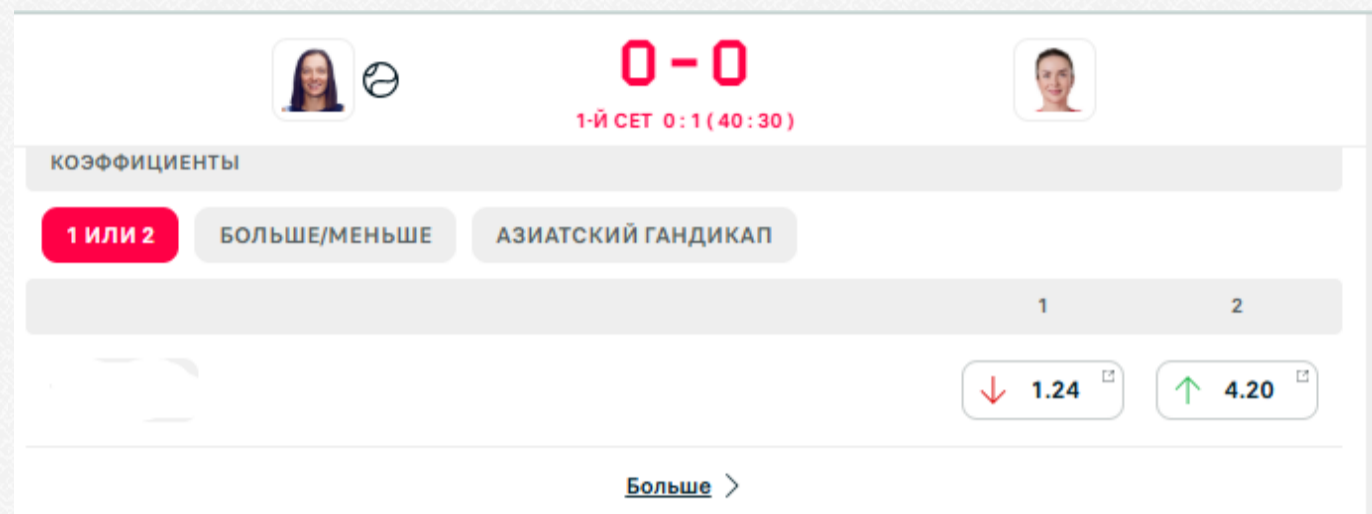 0-0
1-Й СЕТ 0:1(40:30)
КОЭФФИЦИЕНТЫ
1 ИЛИ 2 БОЛЬШЕ/МЕНЬШЕ АЗИАТСКИЙ ГАНДИКАП
1 2
1.24 4.20
Больше